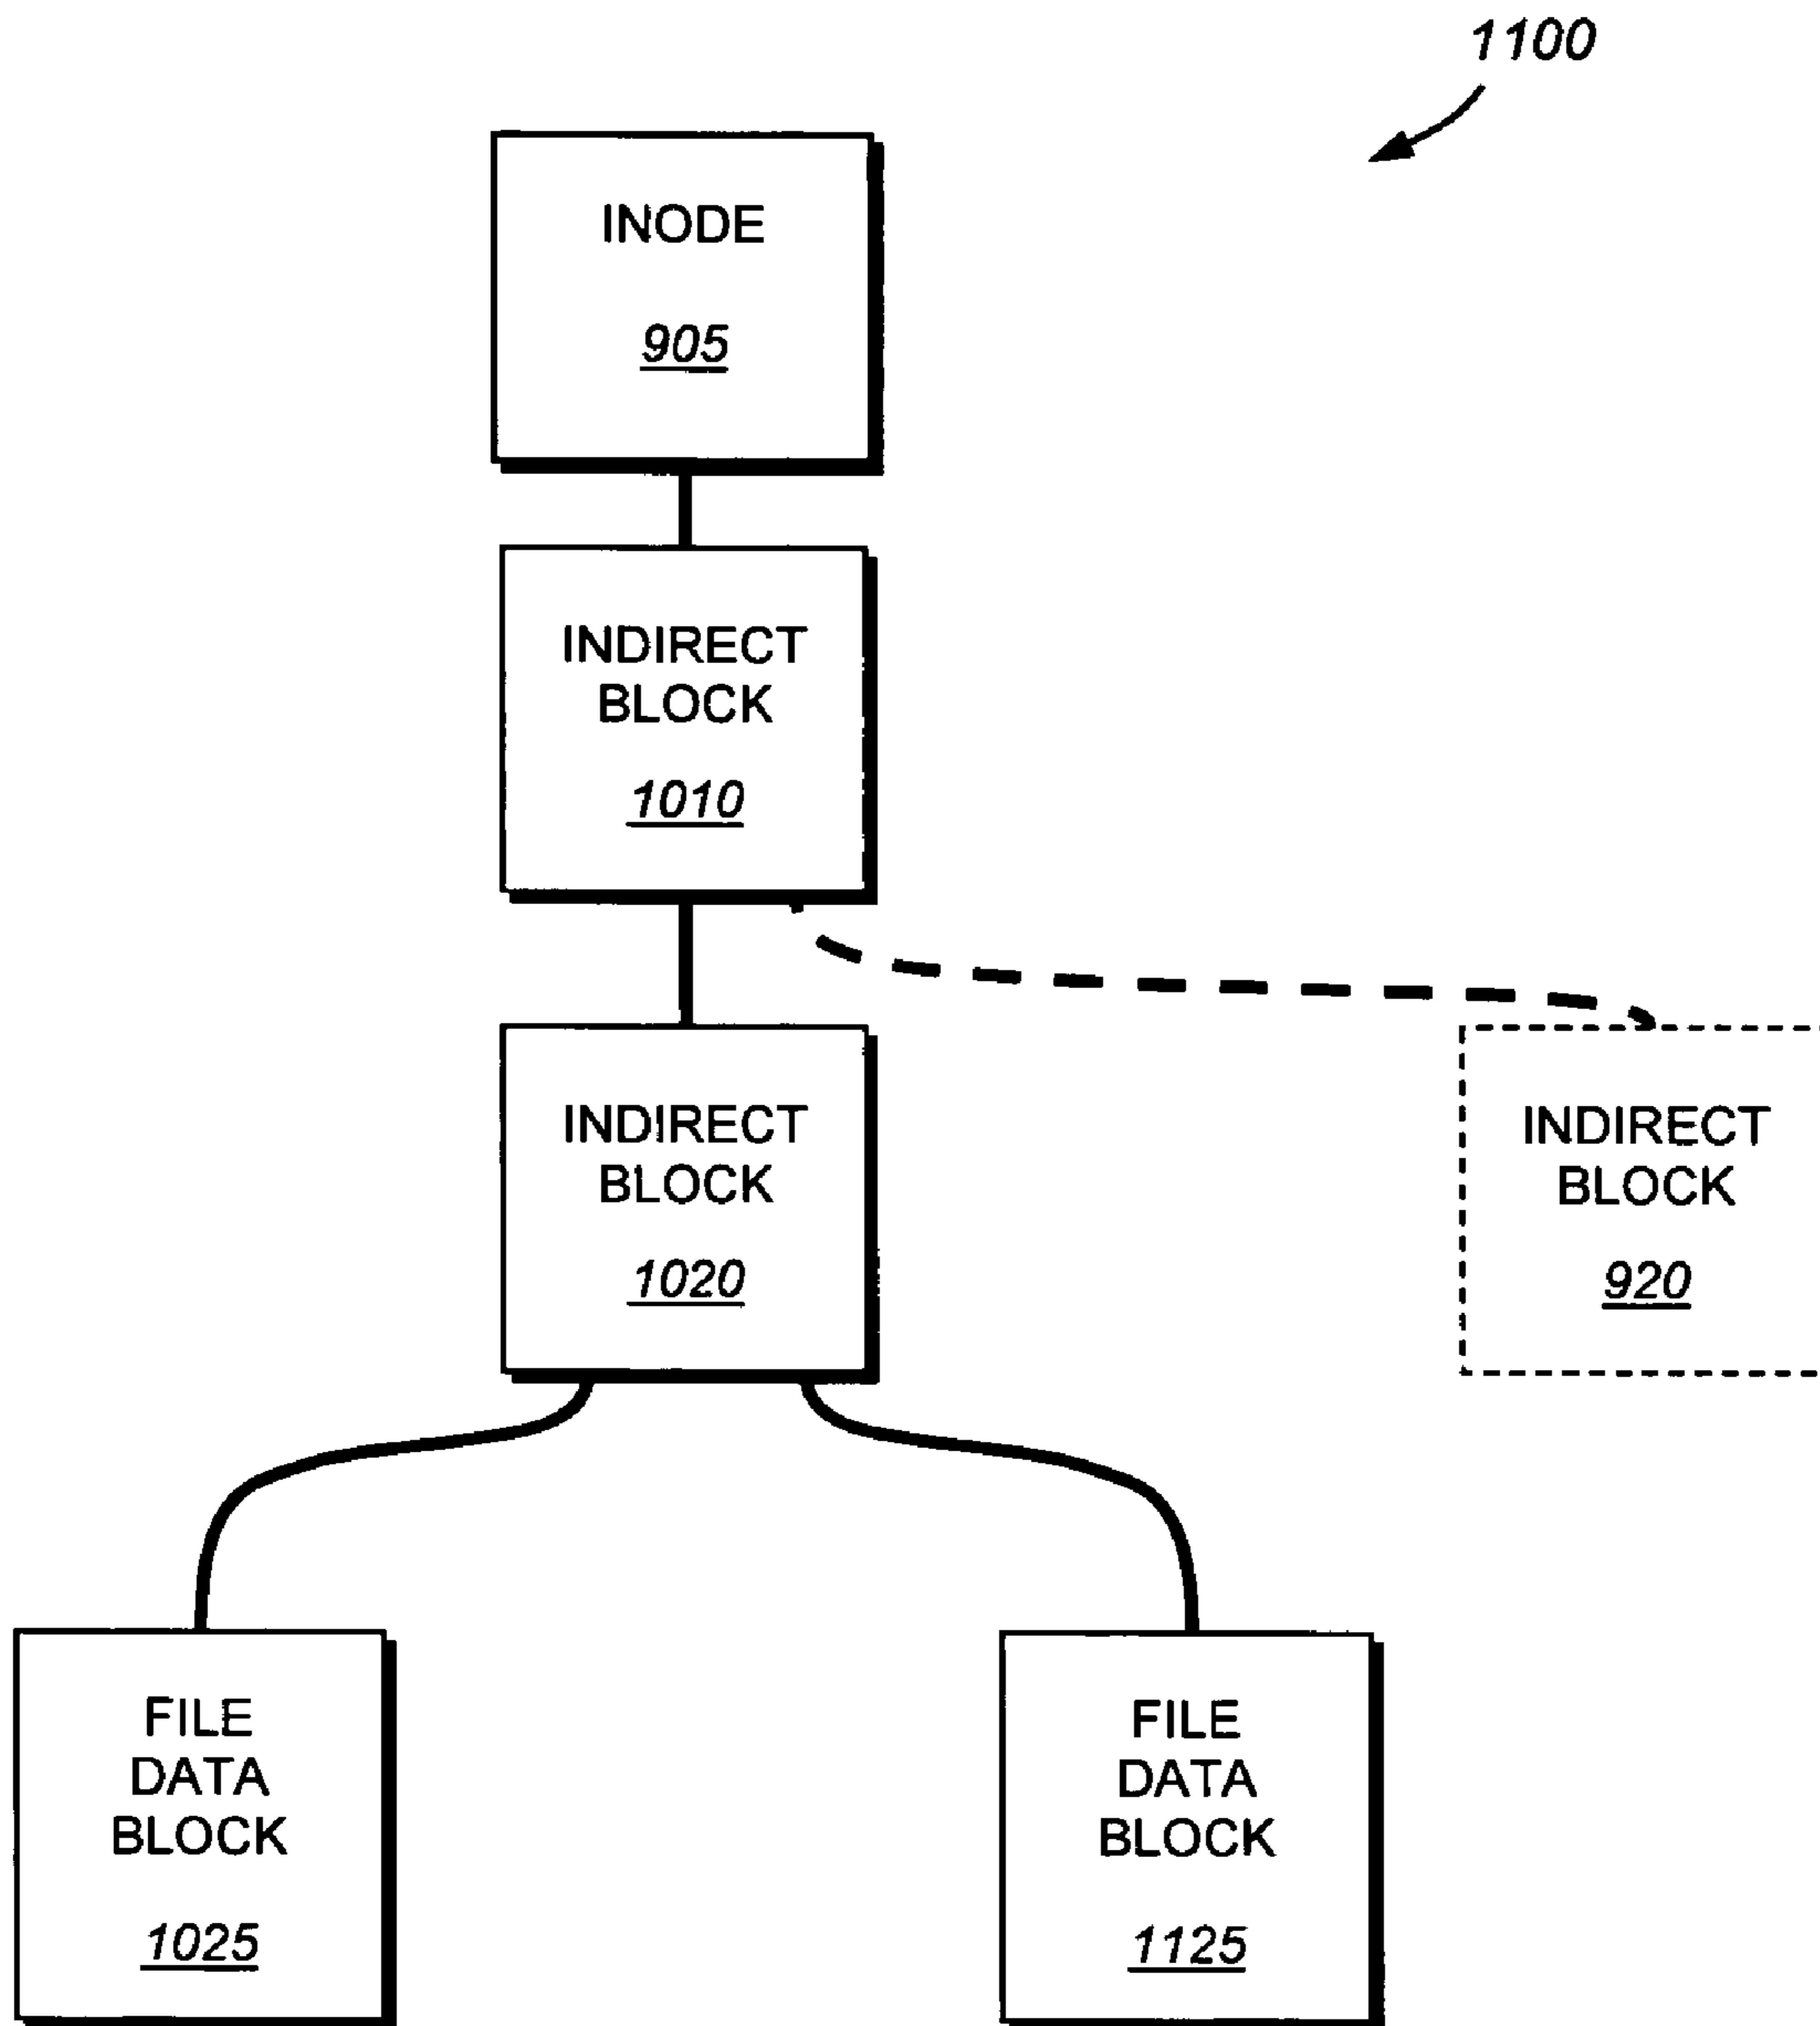 1100
INODE
905
INDIRECT
BLOCK
1010
INDIRECT
BLOCK
1020
INDIRECT
BLOCK
920
FILE
DATA
BLOCK
1025
FILE
DATA
BLOCK
1125